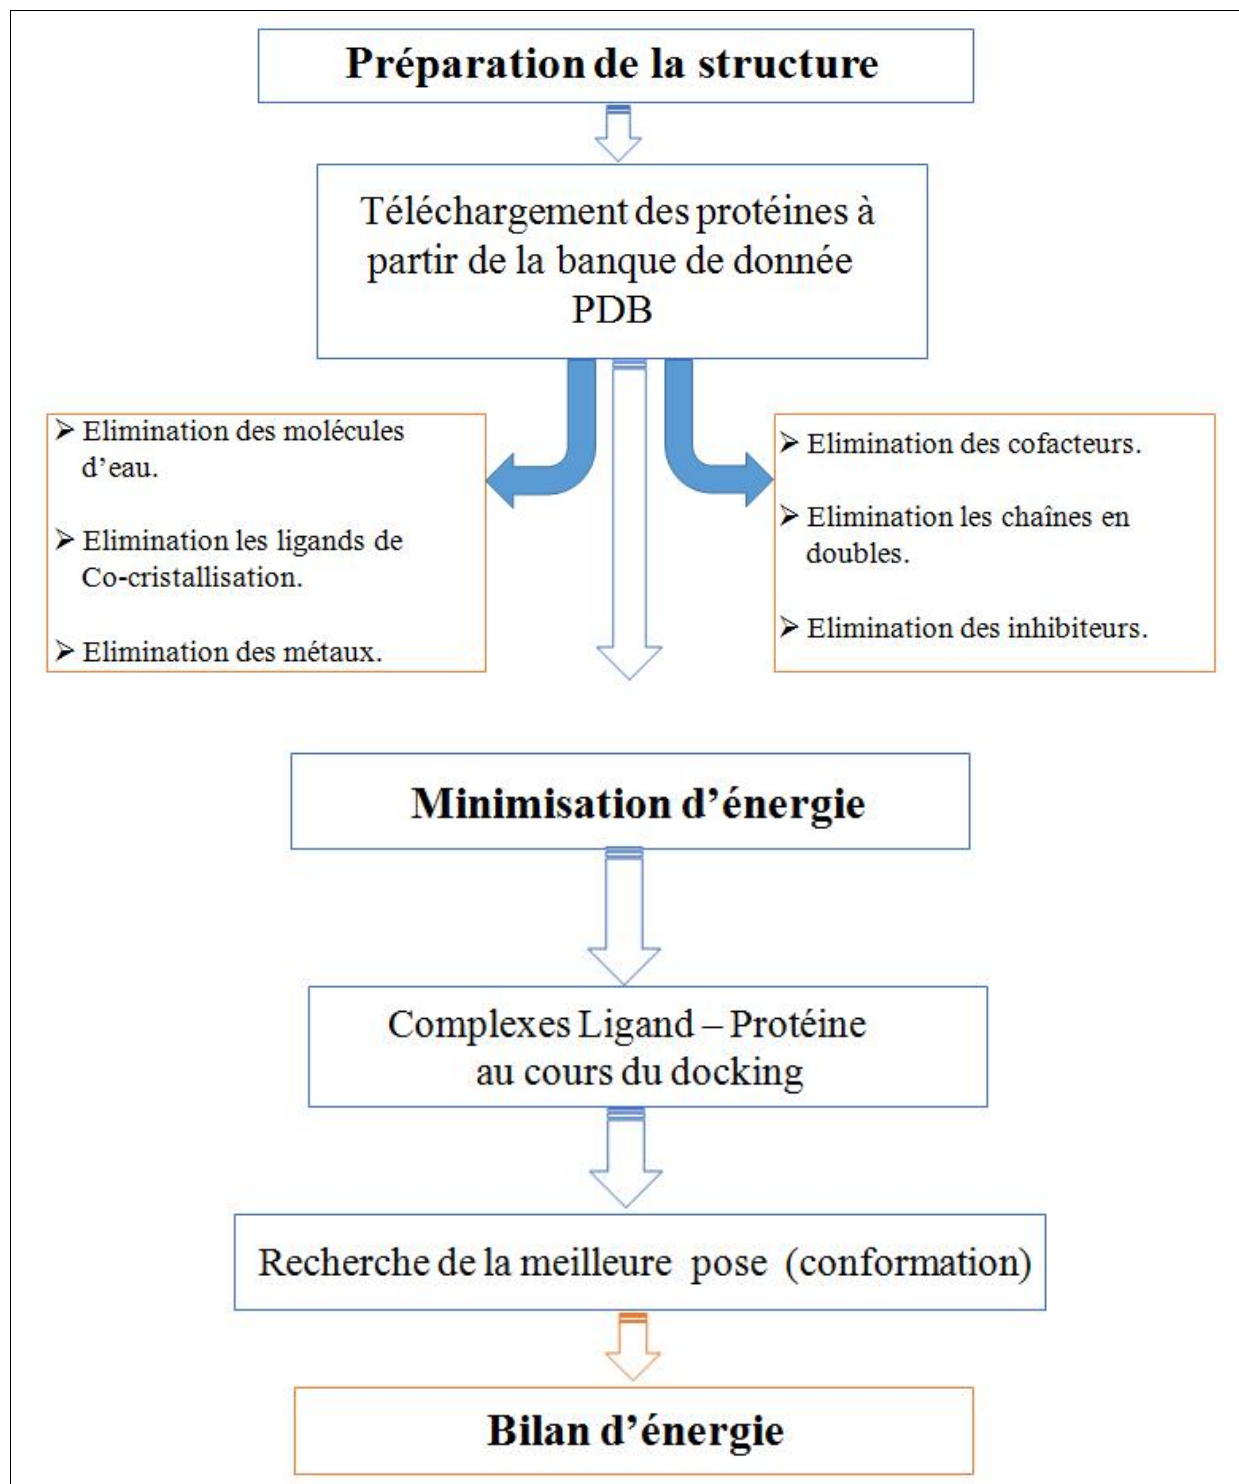 Préparation de la structure
Téléchargement des protéines à
partir de la banque de donnée
PDB
➢ Elimination des molécules
d’eau.
➢ Elimination les ligands de
Co-cristallisation.
➢ Elimination des métaux.
➢ Elimination des cofacteurs.
➢ Elimination les chaînes en
doubles.
➢ Elimination des inhibiteurs.
Minimisation d’énergie
Complexes Ligand – Protéine
au cours du docking
Recherche de la meilleure pose (conformation)
Bilan d’énergie